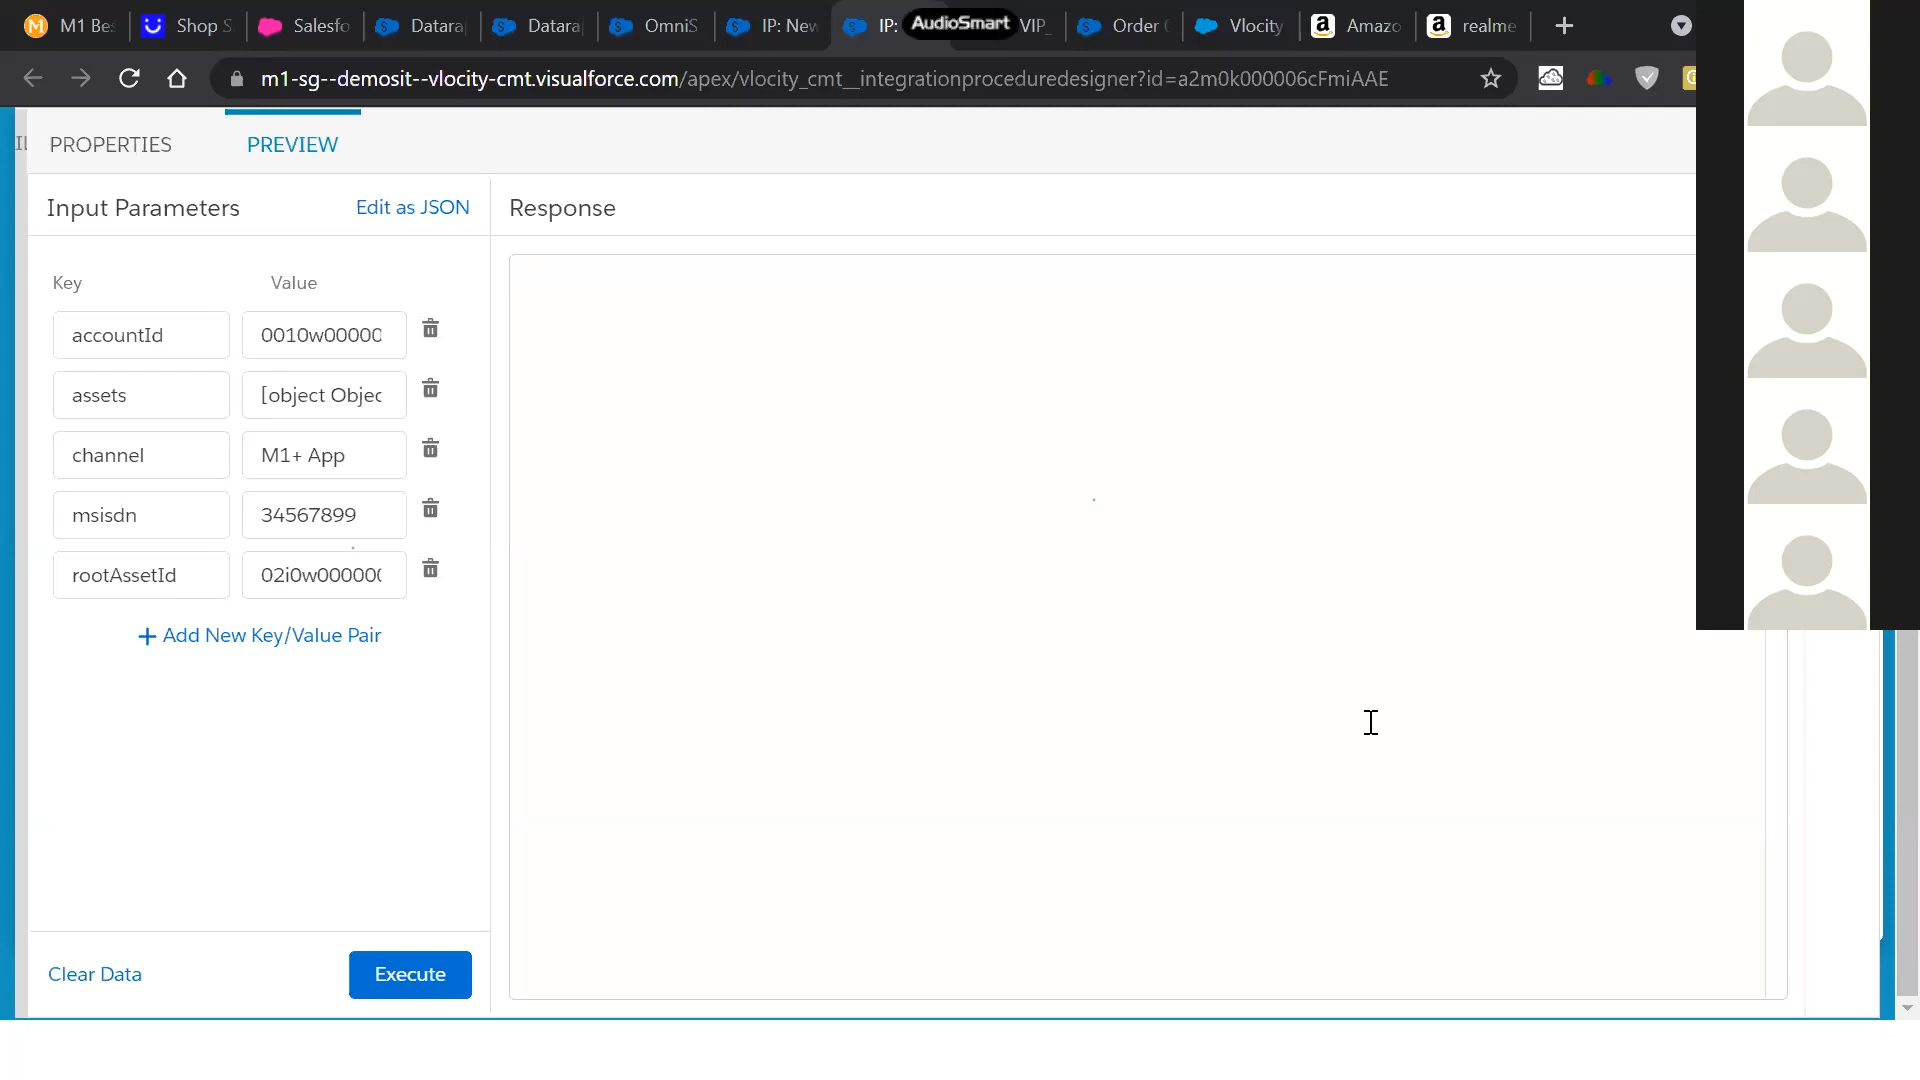 M1 Be
Shop S
Salesfo
Datara
Datara
OmniS
IP: New
IP:
AudioSmart
VIP_
Order
Vlocity
Amazo
realme
m1-sg--demosit--vlocity-cmt.visualforce.com/apex/vlocity_cmt__integrationproceduredesigner?id=a2m0k000006cFmiAAE
PROPERTIES
PREVIEW
Input Parameters
Edit as JSON
Response
Key
Value
accountId
0010w00000
assets
[object Objec
channel
M1+ App
msisdn
34567899
rootAssetId
02i0w000000
+ Add New Key/Value Pair
Clear Data
Execute